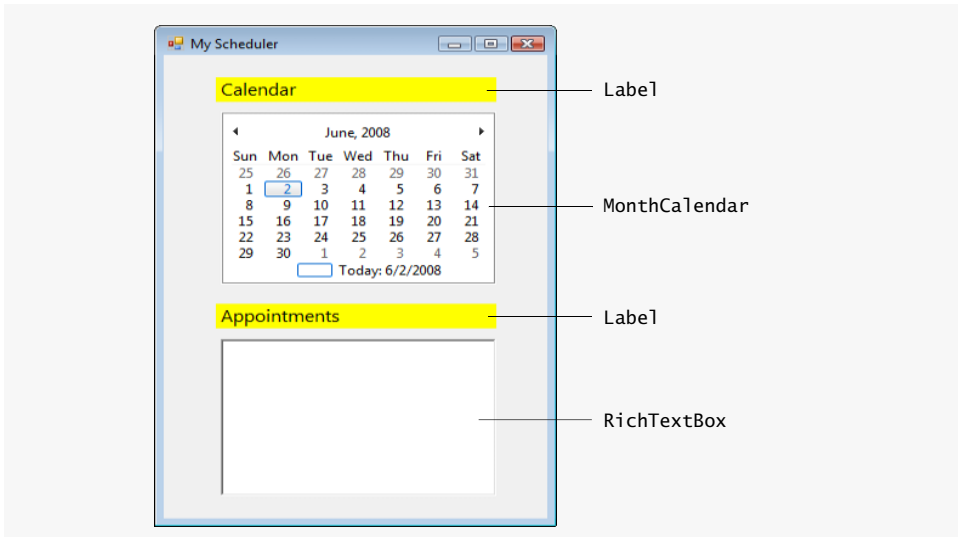 My Scheduler
Calendar
Label
June, 2008
Sun Mon Tue Wed Thu Fri Sat
25 26 27 28 29 30 31
1 2 3 4 5 6 7
8 9 10 11 12 13 14
MonthCalendar
15 16 17 18 19 20 21
22 23 24 25 26 27 28
29 30 1 2 3 4 5
Today: 6/2/2008
Appointments
Label
RichTextBox